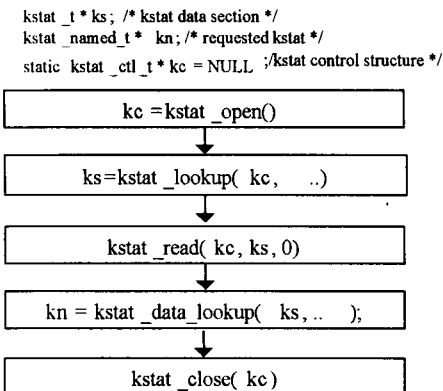 kstat _t * ks ; /* kstat data section */
kstat _named_t * kn ; /* requested kstat */
static kstat _ctl _t * kc = NULL ;/kstat control structure */
kc =kstat _open()
ks=kstat _lookup( kc, ..)
kstat _read( kc , ks, 0)
kn = kstat _data_lookup( ks , .. );
kstat _close( kc )